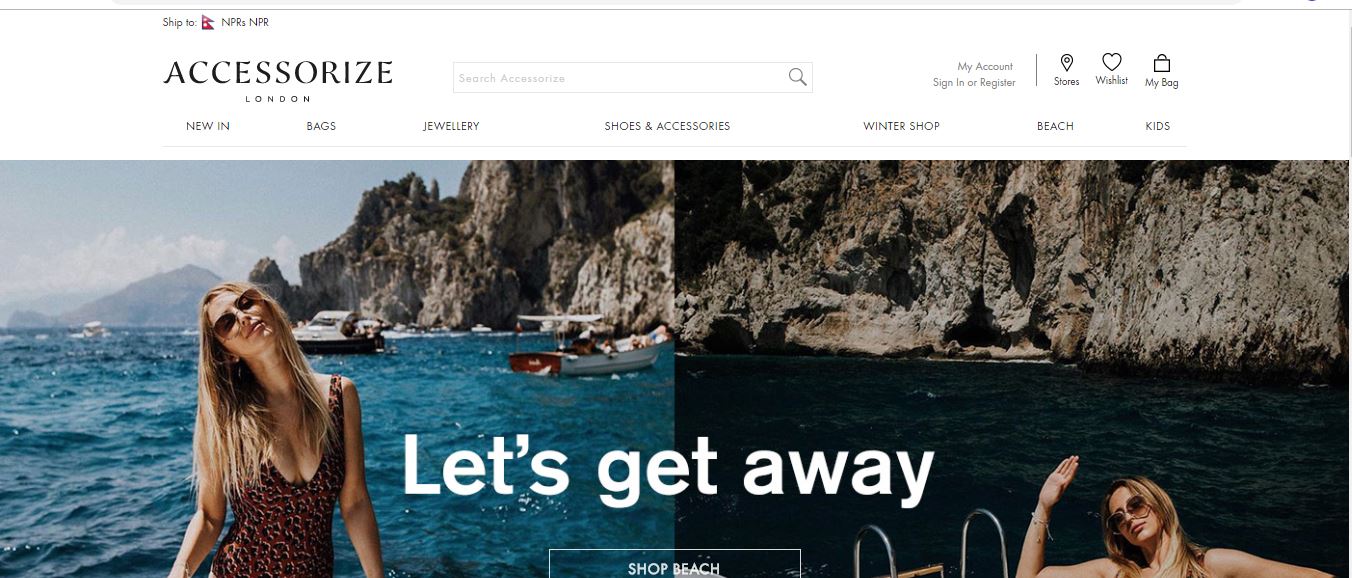 Ship to: NPRs NPR
ACCESSORIZE
LONDON
Search Accessorize
My Account
Sign In or Register
Stores
Wishlist
My Bag
NEW IN BAGS JEWELLERY SHOES & ACCESSORIES WINTER SHOP BEACH KIDS
Let's get away
SHOP BEACH